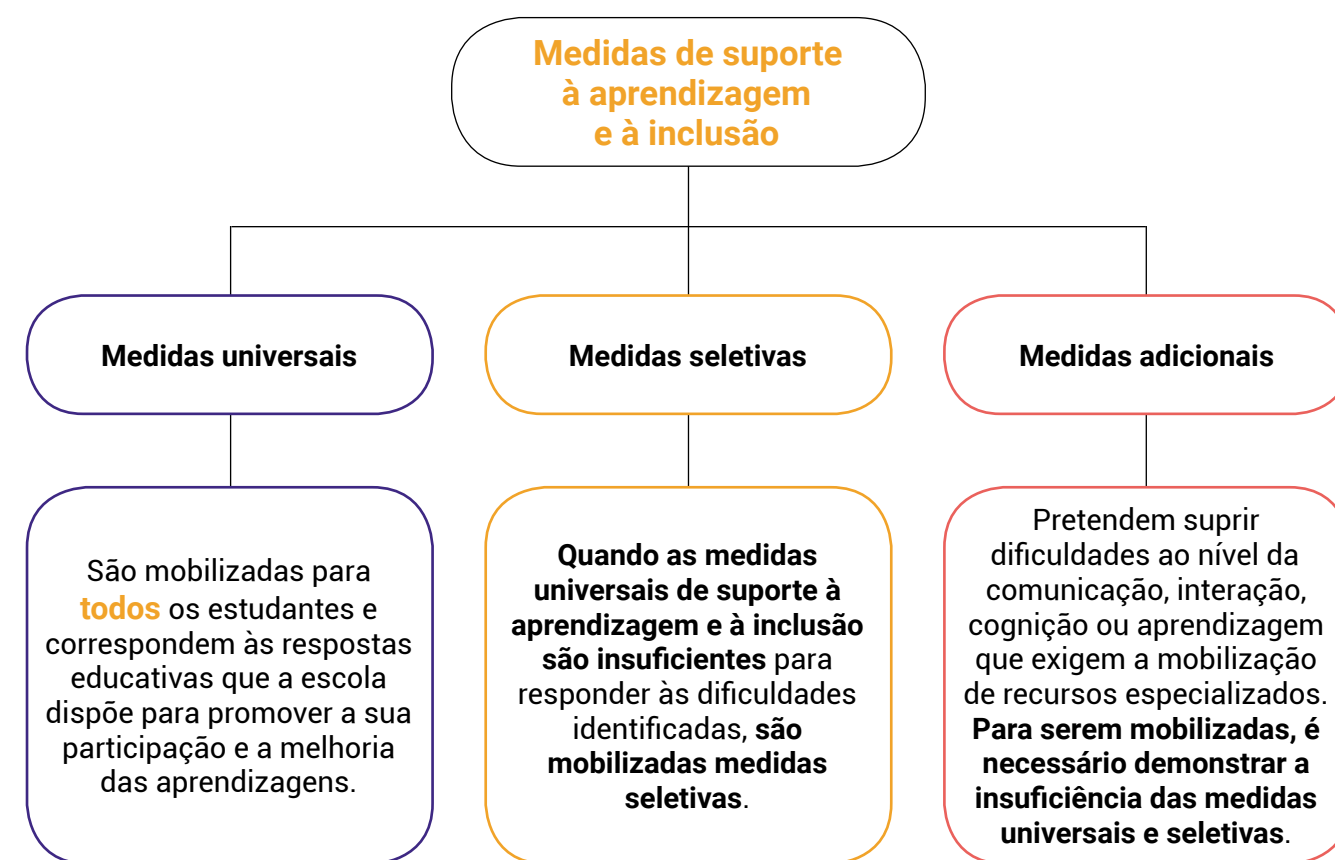 Medidas de suporte
à aprendizagem
e à inclusão
Medidas universais
Medidas seletivas
Medidas adicionais
São mobilizadas para
todos os estudantes e
correspondem às respostas
educativas que a escola
dispõe para promover a sua
participação e a melhoria
das aprendizagens.
Quando as medidas
universais de suporte à
aprendizagem e à inclusão
são insuficientes para
responder às dificuldades
identificadas, são
mobilizadas medidas
seletivas.
Pretendem suprir
dificuldades ao nível da
comunicação, interação,
cognição ou aprendizagem
que exigem a mobilização
de recursos especializados.
Para serem mobilizadas, é
necessário demonstrar a
insuficiência das medidas
universais e seletivas.